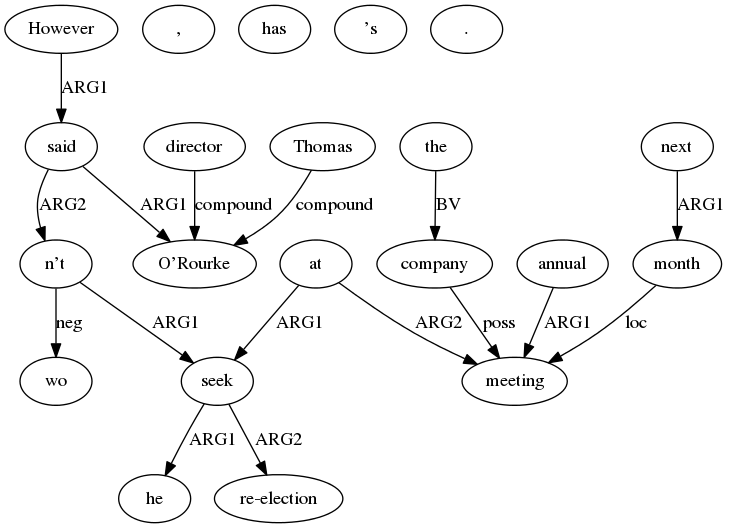 However , has 's .
ARG1
said director Thomas the next
ARG2 ARG1 compound compound BV ARG1
n't O'Rourke at company annual month
neg ARG1 ARG1 ARG2 poss ARG1 loc
wo seek meeting
ARG1 ARG2
he re-election